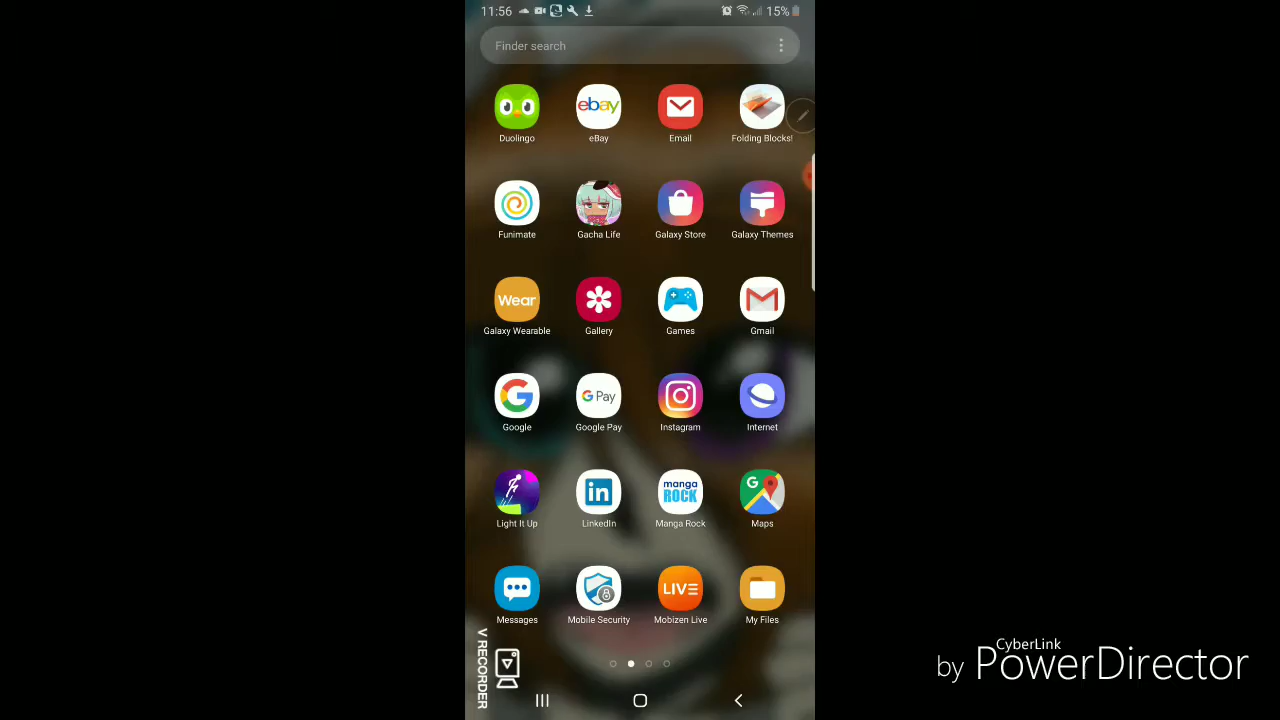 11:56
15%
Finder search
Duolingo
ebay
eBay
Email
Folding Blocks!
Funimate
Gacha Life
Galaxy Store
Galaxy Themes
Wear
Galaxy Wearable
Gallery
Games
Gmail
G
Google
G Pay
Google Pay
Instagram
Internet
Light It Up
in
LinkedIn
manga
ROCK
Manga Rock
G
Maps
Messages
Mobile Security
LIVE
Mobizen Live
My Files
V RECORDER
CyberLink
by PowerDirector